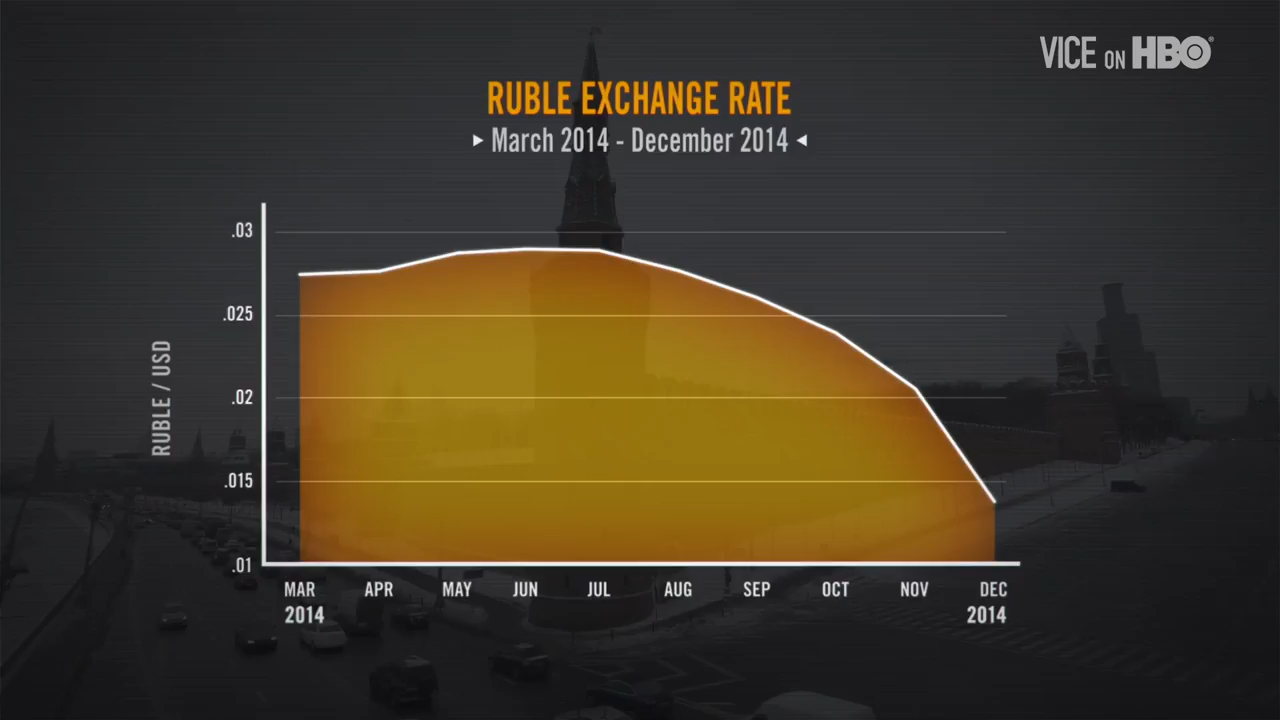 VICE ON HBO®
RUBLE EXCHANGE RATE
March 2014 - December 2014
.03
.025
.02
.015
.01
RUBLE / USD
MAR APR MAY JUN JUL AUG SEP OCT NOV DEC
2014 2014